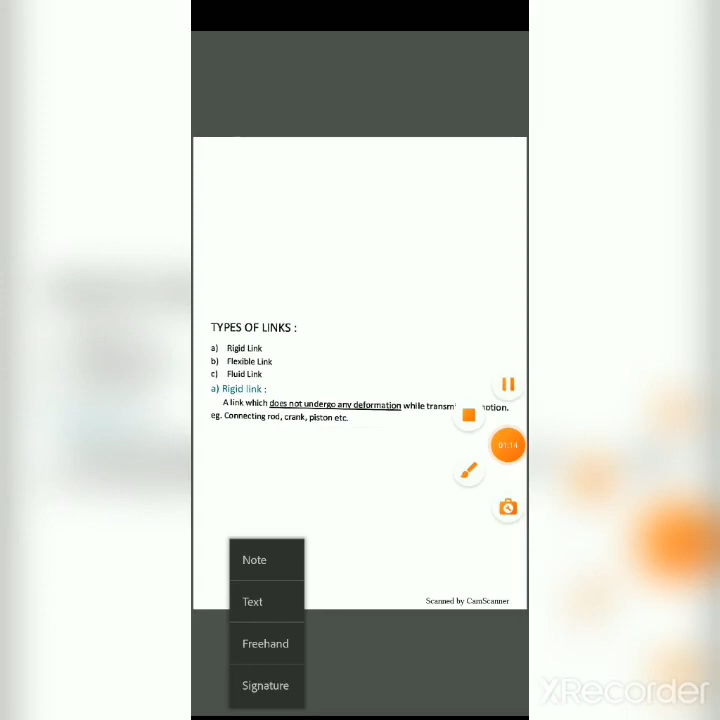 TYPES OF LINKS :
a) Rigid Link
b) Flexible Link
c) Fluid Link
a) Rigid link :
A link which does not undergo any deformation while transmi otion.
eg. Connecting rod, crank, piston etc.
01:14
Note
Text
Freehand
Signature
Scanned by CamScanner
XRecorder